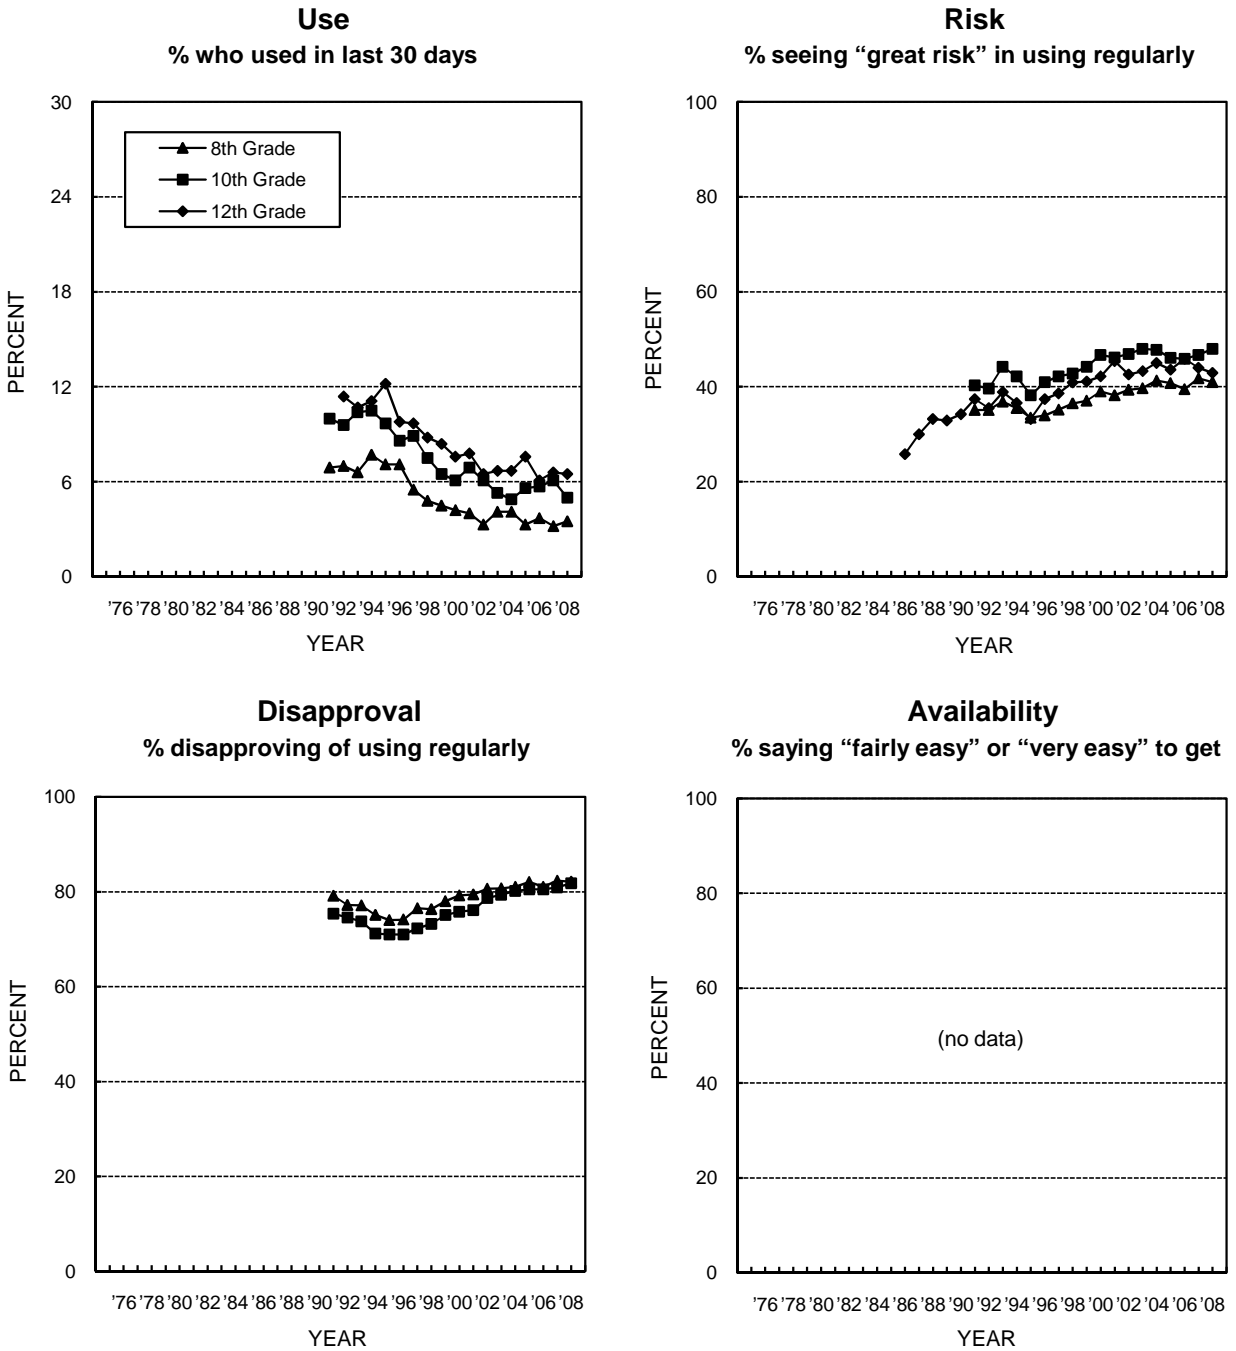 Use
% who used in last 30 days
30
24
18
12
6
0
PERCENT
8th Grade
10th Grade
12th Grade
’76 ’78 ’80 ’82 ’84 ’86 ’88 ’90 ’92 ’94 ’96 ’98 ’00 ’02 ’04 ’06 ’08
YEAR
Risk
% seeing “great risk” in using regularly
100
80
60
40
20
0
PERCENT
’76 ’78 ’80 ’82 ’84 ’86 ’88 ’90 ’92 ’94 ’96 ’98 ’00 ’02 ’04 ’06 ’08
YEAR
Disapproval
% disapproving of using regularly
100
80
60
40
20
0
PERCENT
’76 ’78 ’80 ’82 ’84 ’86 ’88 ’90 ’92 ’94 ’96 ’98 ’00 ’02 ’04 ’06 ’08
YEAR
Availability
% saying “fairly easy” or “very easy” to get
100
80
60
40
20
0
PERCENT
(no data)
’76 ’78 ’80 ’82 ’84 ’86 ’88 ’90 ’92 ’94 ’96 ’98 ’00 ’02 ’04 ’06 ’08
YEAR